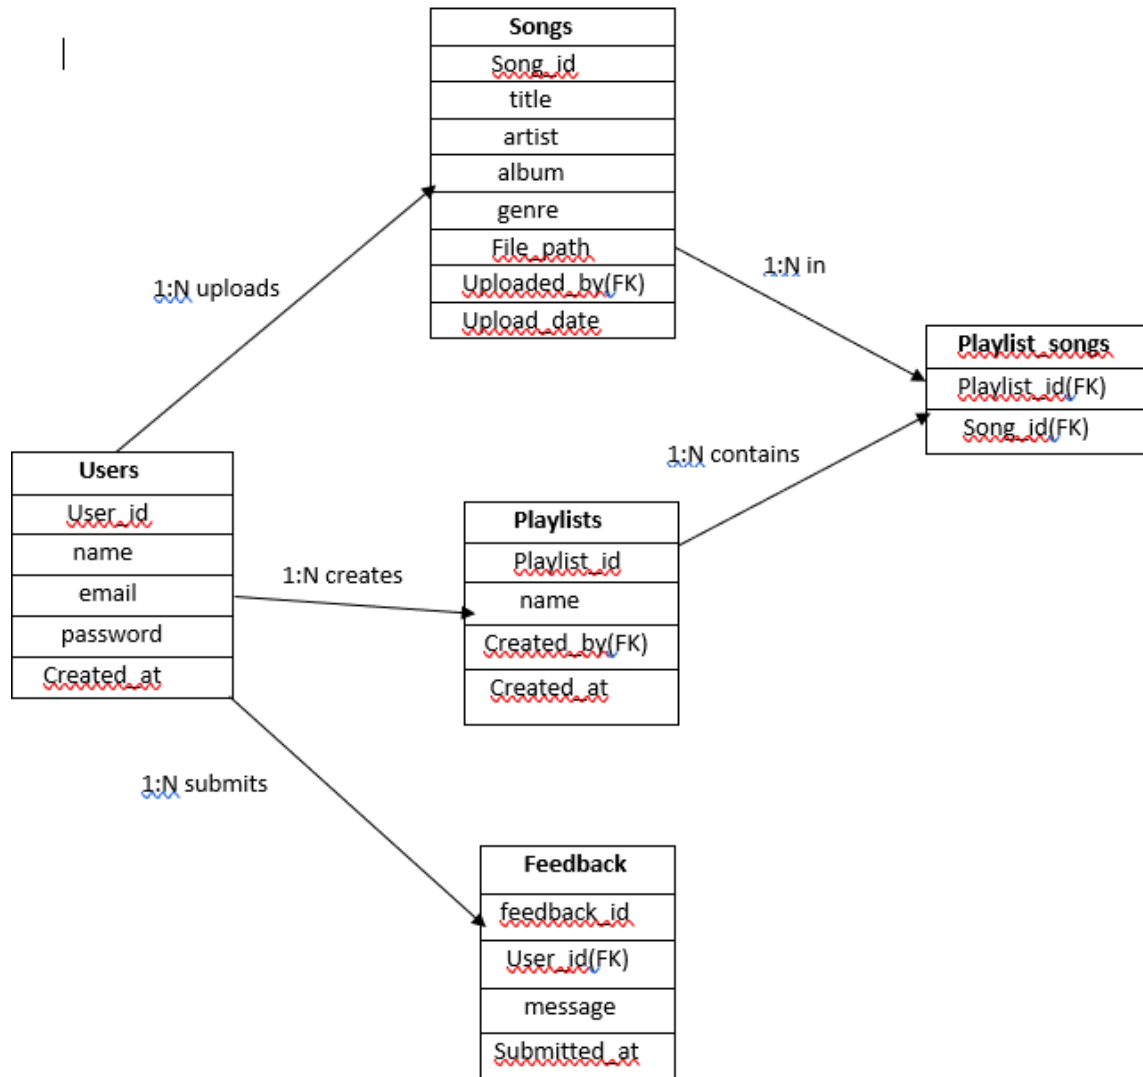 Songs
Song_id
title
artist
album
genre
File_path
Uploaded_by(FK)
Upload_date
1:N uploads
1:N in
Playlist_songs
Playlist_id(FK)
Song_id(FK)
1:N contains
Users
User_id
name
email
password
Created_at
1:N creates
Playlists
Playlist_id
name
Created_by(FK)
Created_at
1:N submits
Feedback
feedback_id
User_id(FK)
message
Submitted_at